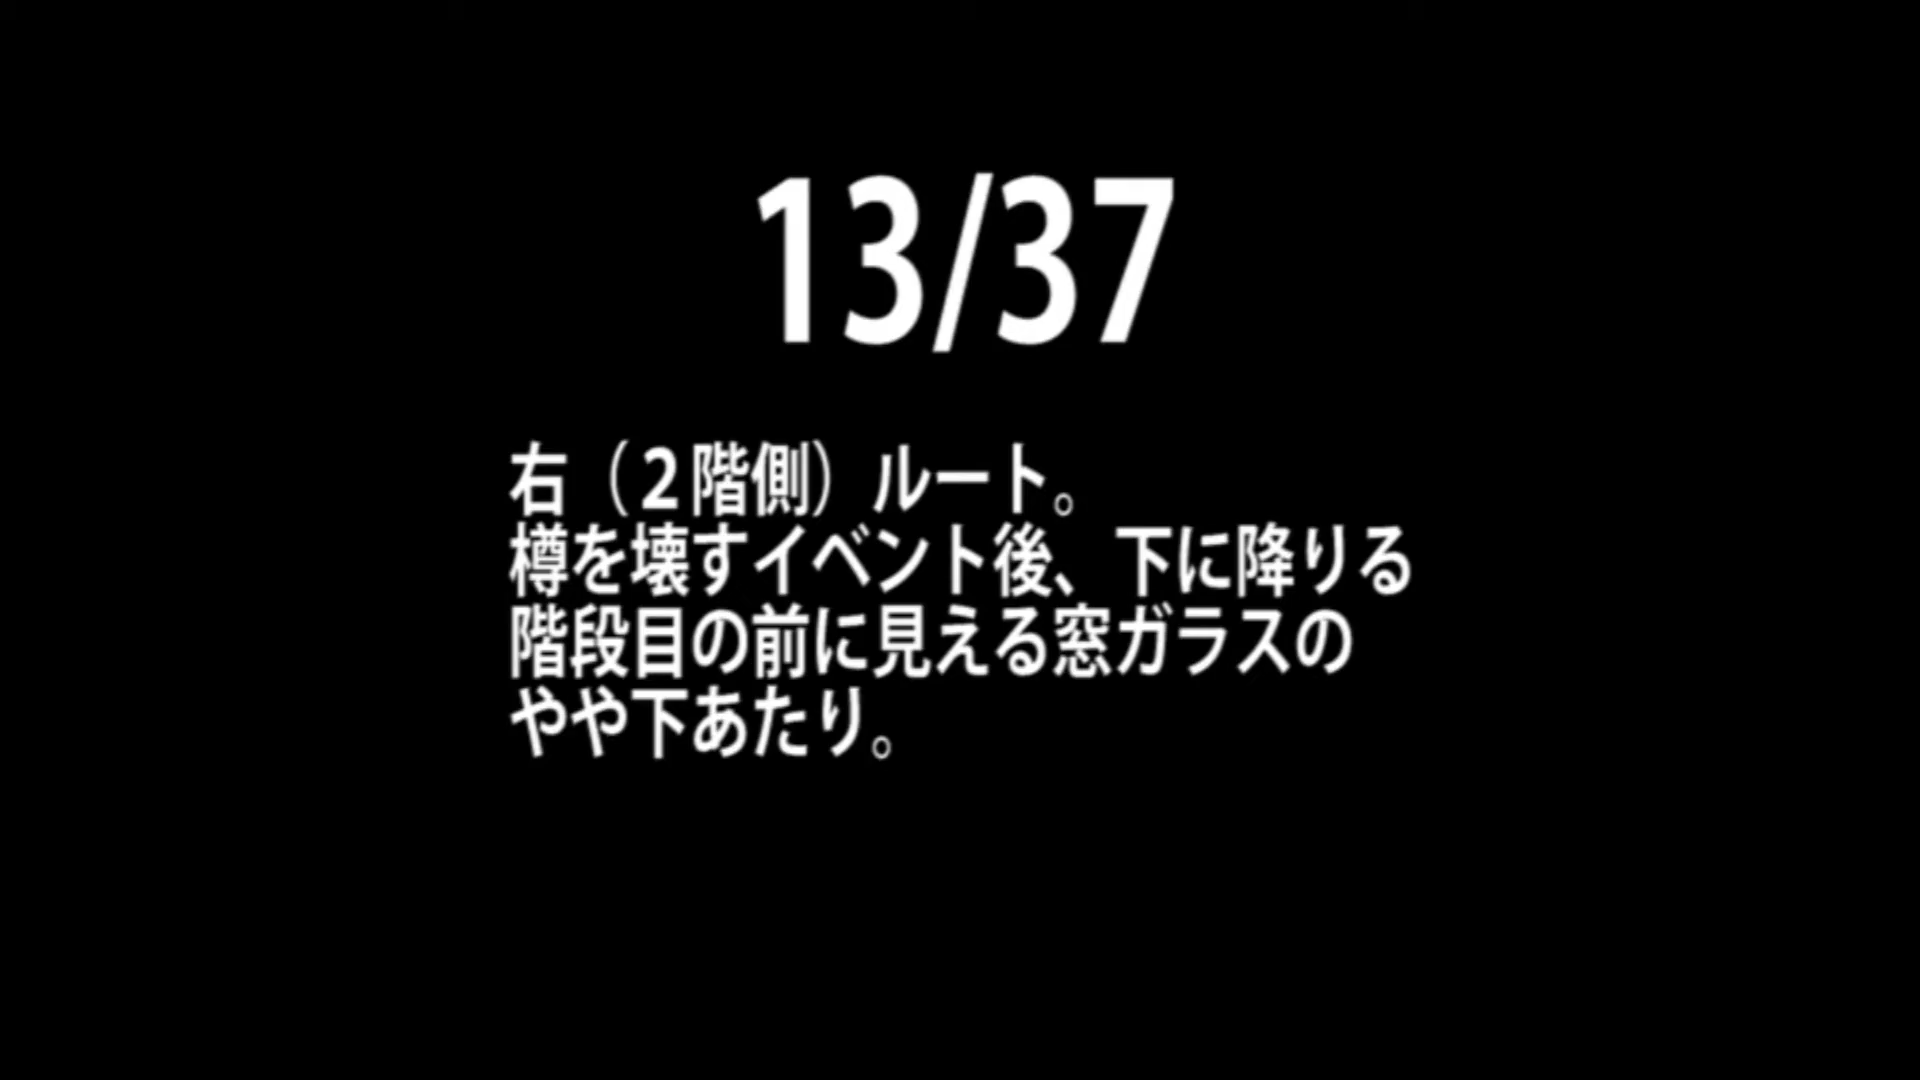 13/37
右（２階側）ルート。
樽を壊すイベント後、下に降りる
階段目の前に見える窓ガラスの
やや下あたり。